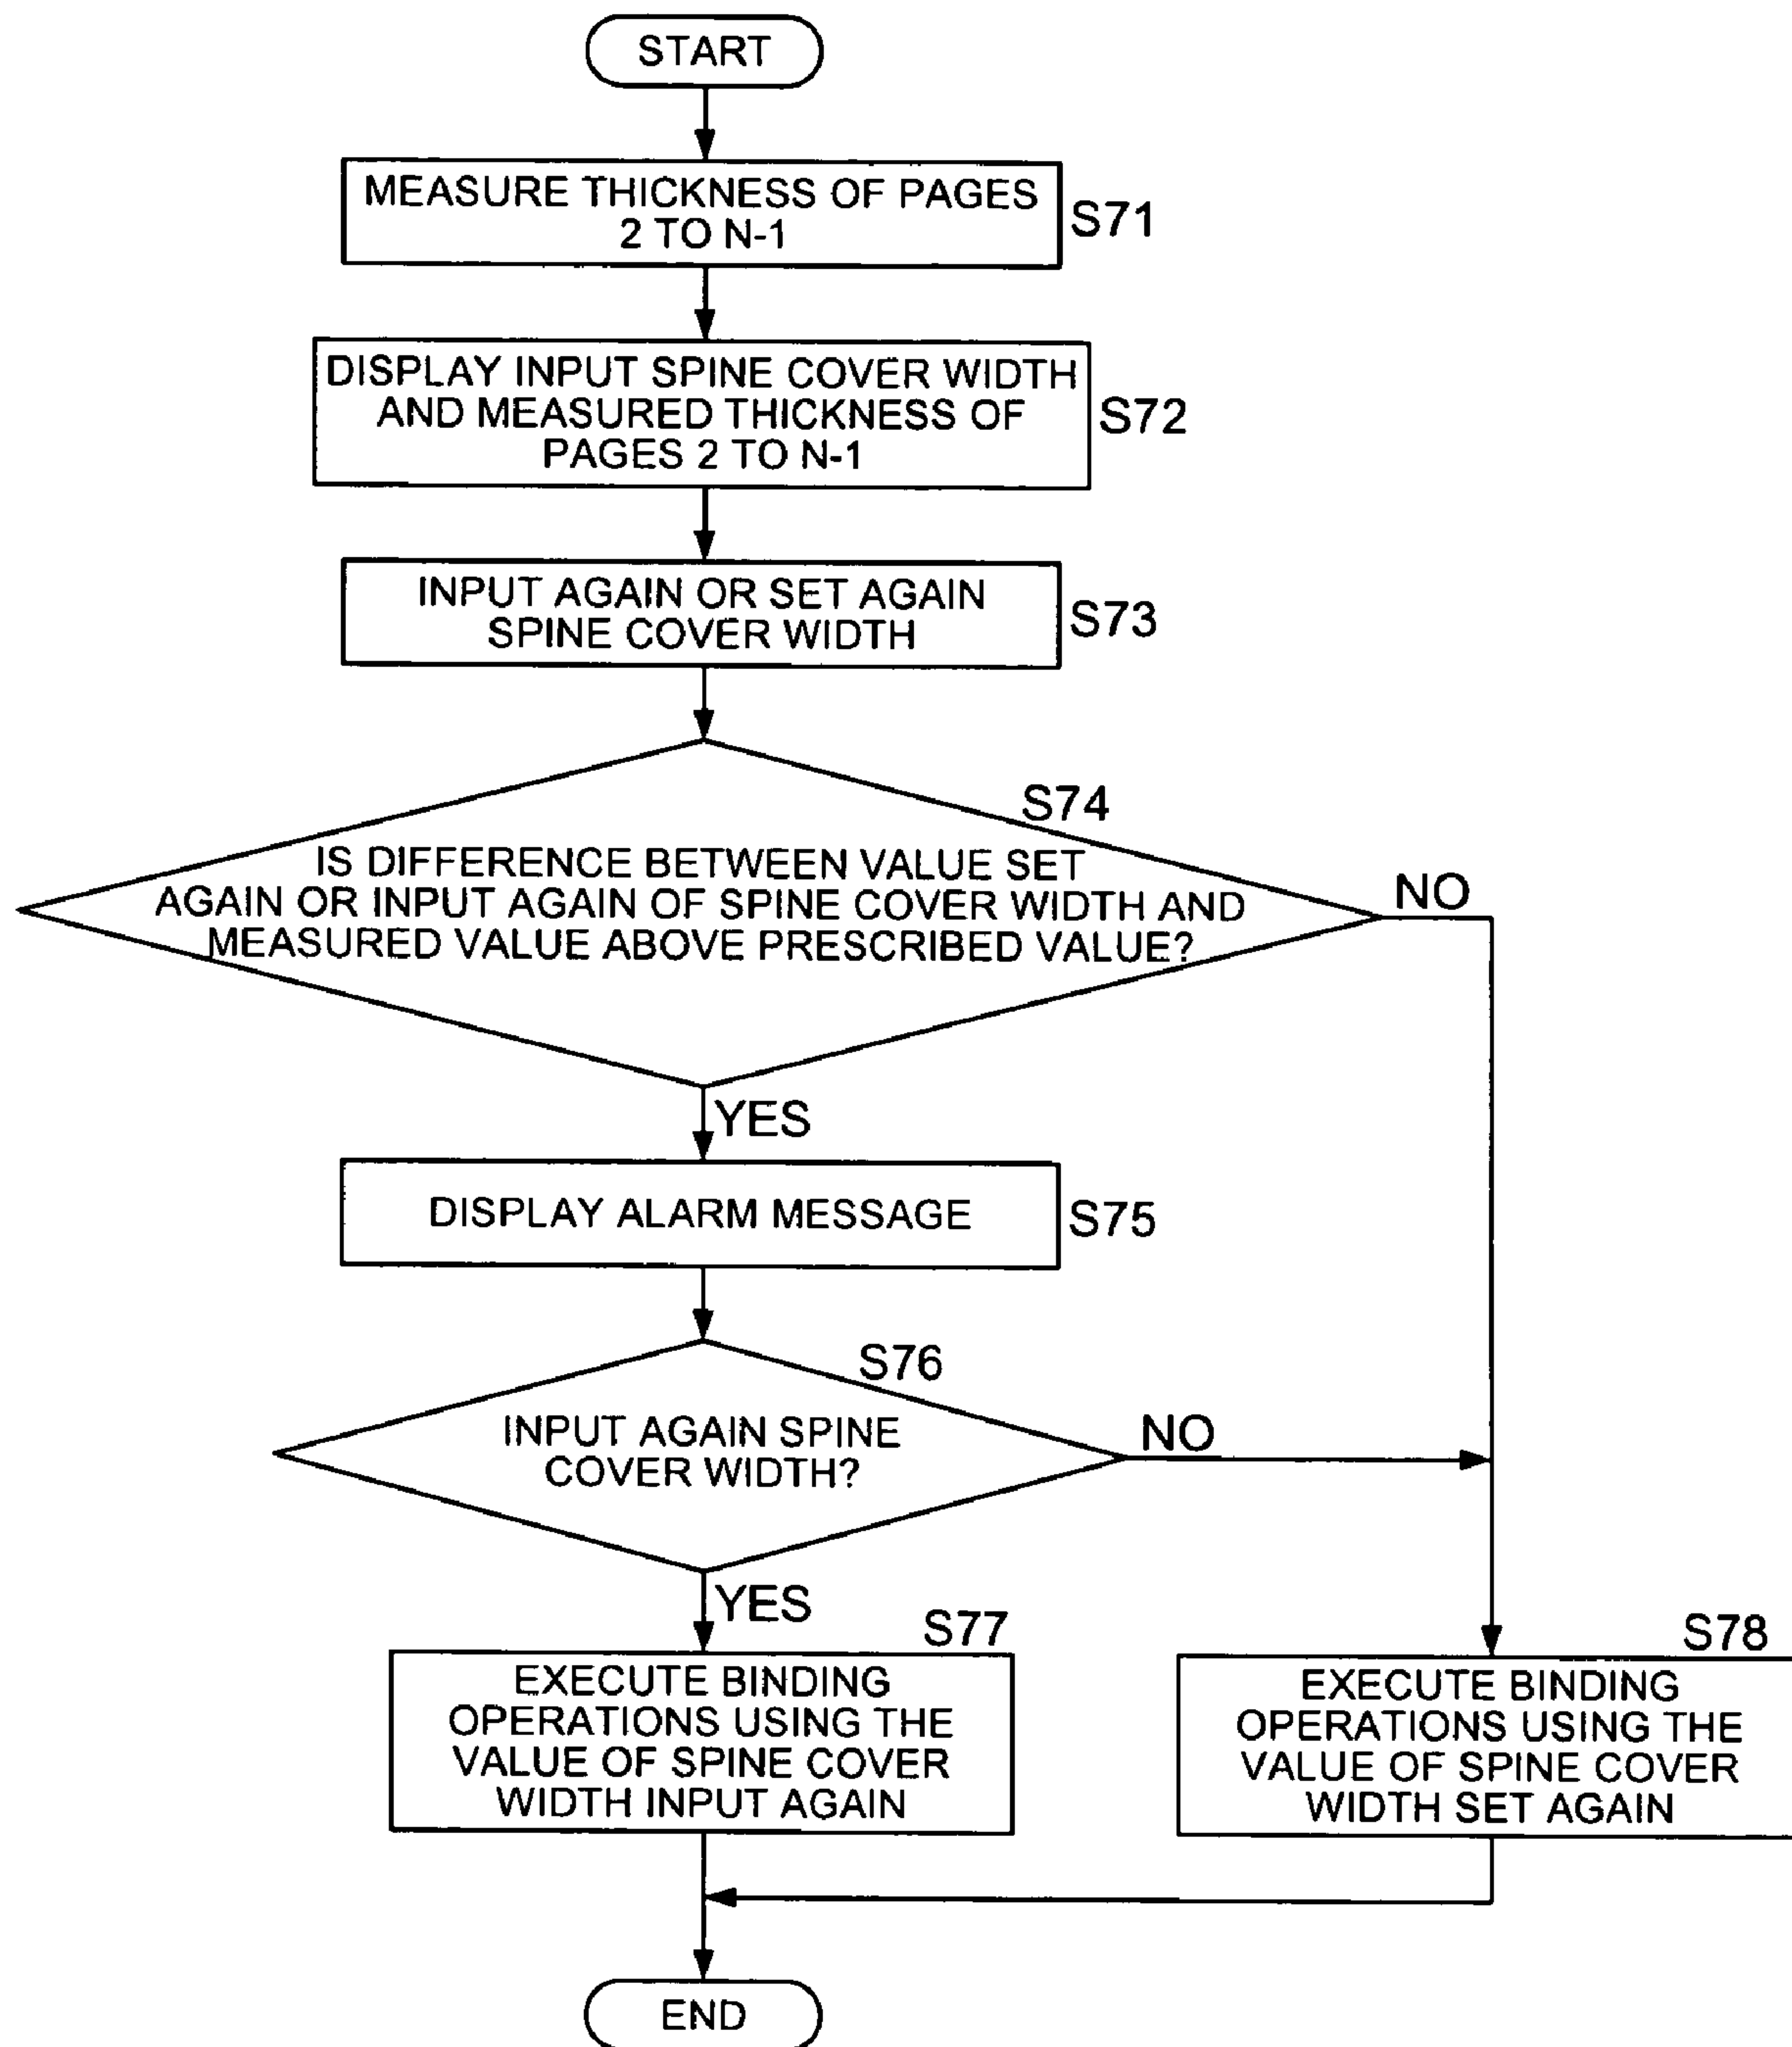 START
MEASURE THICKNESS OF PAGES
2 TO N-1
S71
DISPLAY INPUT SPINE COVER WIDTH
AND MEASURED THICKNESS OF
PAGES 2 TO N-1
S72
INPUT AGAIN OR SET AGAIN
SPINE COVER WIDTH
S73
S74
IS DIFFERENCE BETWEEN VALUE SET
AGAIN OR INPUT AGAIN OF SPINE COVER WIDTH AND
MEASURED VALUE ABOVE PRESCRIBED VALUE?
NO
YES
DISPLAY ALARM MESSAGE
S75
S76
INPUT AGAIN SPINE
COVER WIDTH?
NO
YES
S77
EXECUTE BINDING
OPERATIONS USING THE
VALUE OF SPINE COVER
WIDTH INPUT AGAIN
S78
EXECUTE BINDING
OPERATIONS USING THE
VALUE OF SPINE COVER
WIDTH SET AGAIN
END